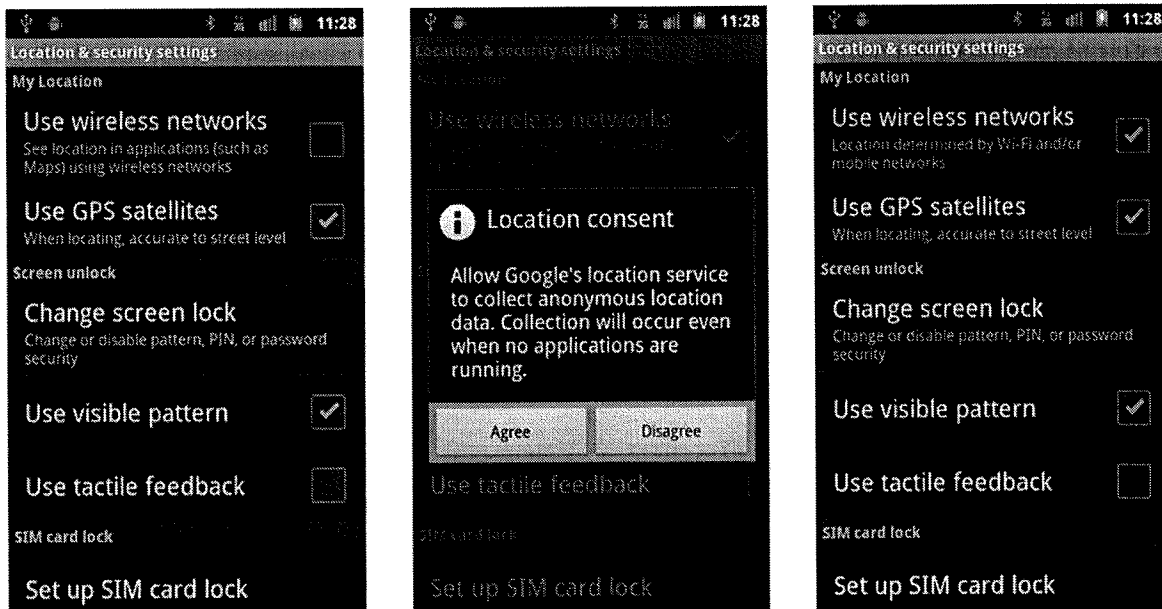 11:28
Location & security settings
My Location
Use wireless networks
See location in applications (such as
Maps) using wireless networks
Use GPS satellites
When locating, accurate to street level
Screen unlock
Change screen lock
Change or disable pattern, PIN, or password
security
Use visible pattern
Use tactile feedback
SIM card lock
Set up SIM card lock
11:28
Location & security settings
My Location
Use wireless networks
Location consent
Allow Google's location service
to collect anonymous location
data. Collection will occur even
when no applications are
running.
Agree
Disagree
Use tactile feedback
SIM card lock
Set up SIM card lock
11:28
Location & security settings
My Location
Use wireless networks
Location determined by Wi-Fi and/or
mobile networks
Use GPS satellites
When locating, accurate to street level
Screen unlock
Change screen lock
Change or disable pattern, PIN, or password
security
Use visible pattern
Use tactile feedback
SIM card lock
Set up SIM card lock